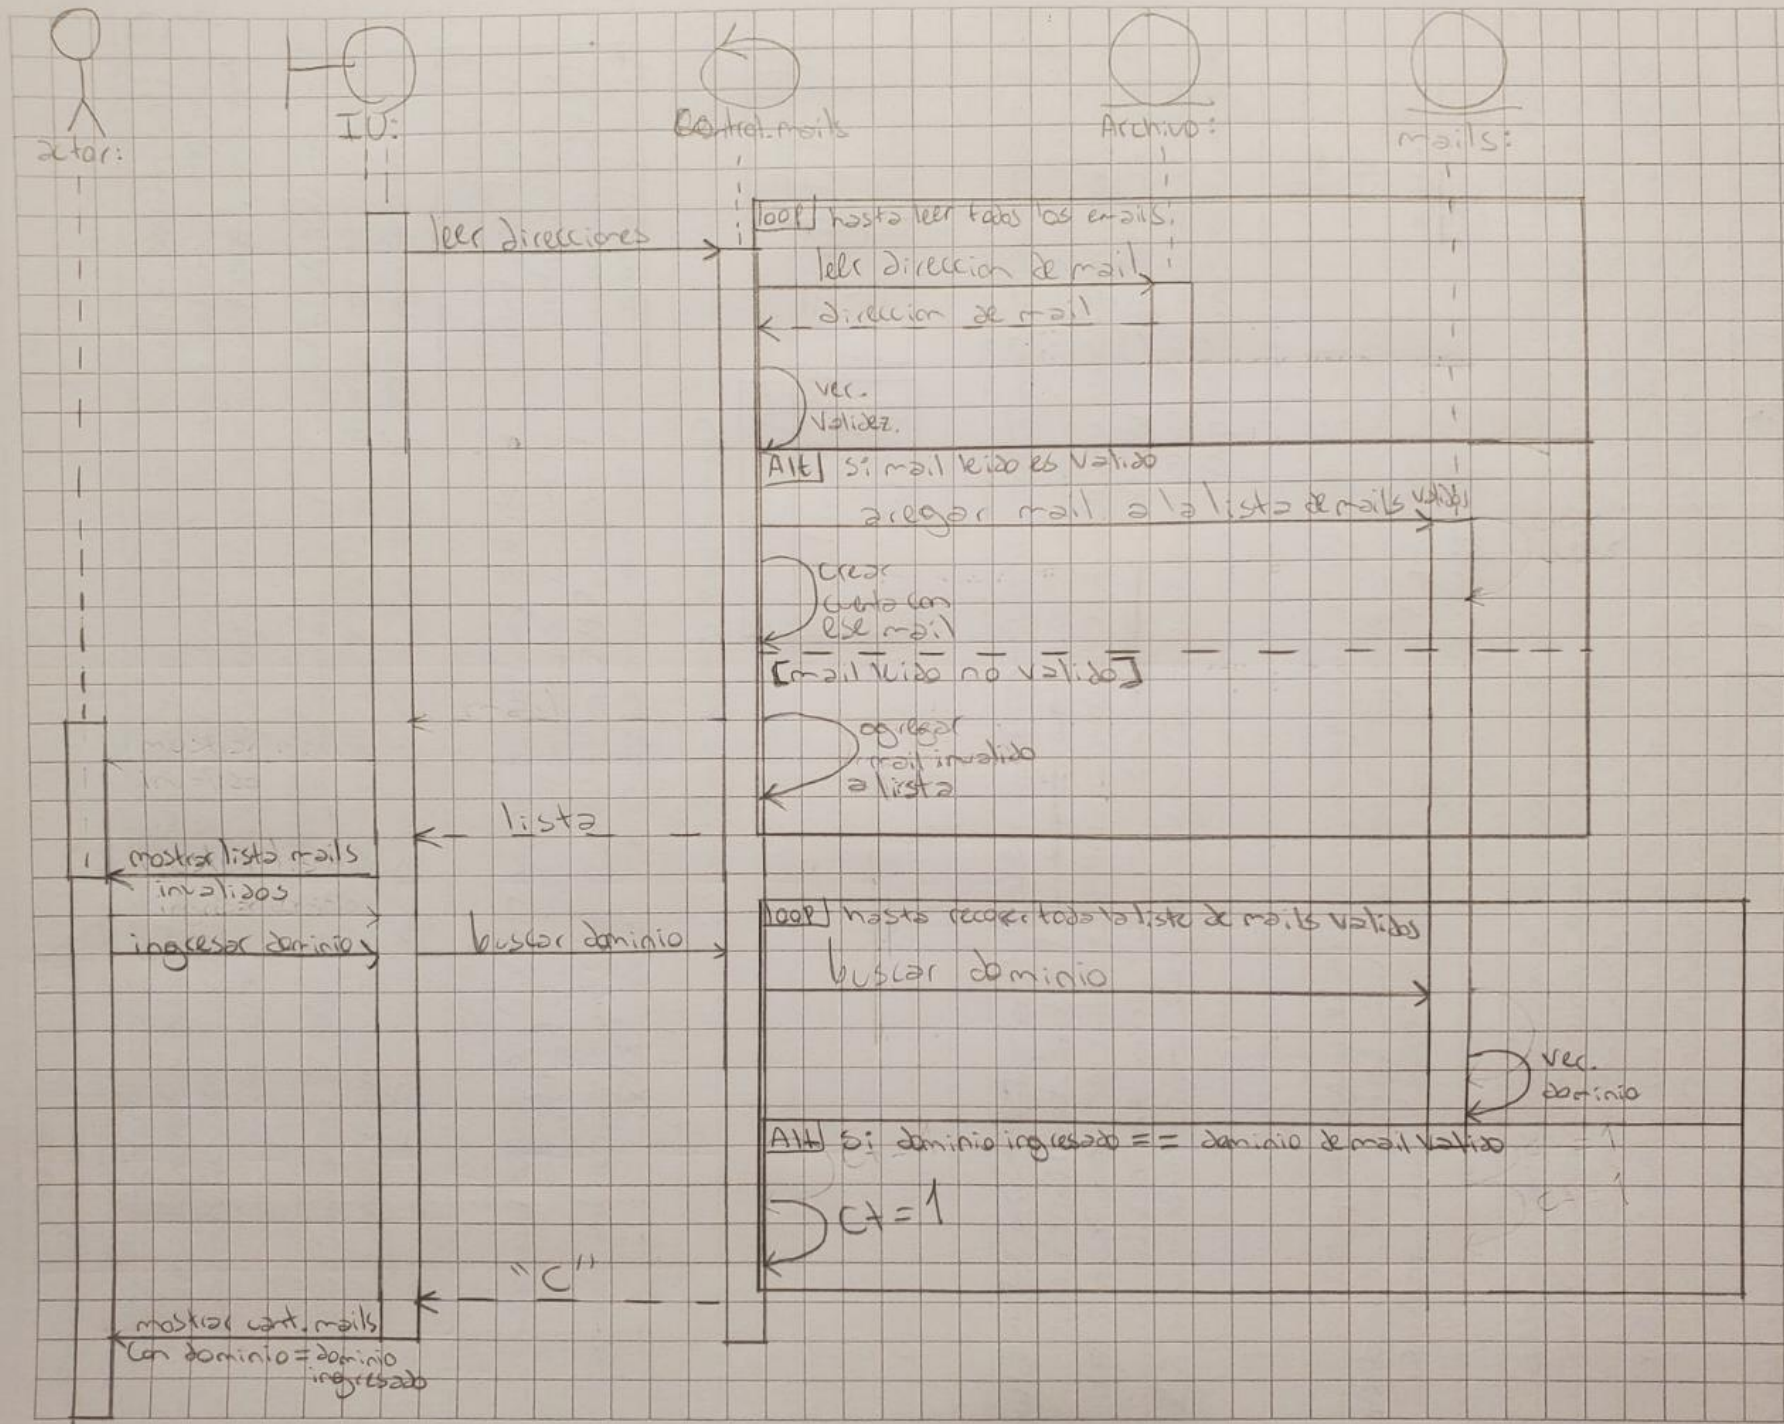 actor:
IU:
Control.mails
Archivo:
mails:
loop hasta leer todos los emails.
leer direcciones
leer direccion de mail
direccion de mail
ver.
validez.
Alt si mail leido es valido
aregar mail a la lista de mails validos
crear
cuenta con
ese mail
[mail leido no valido]
agregar
mail invalido
a lista
lista
mostrar lista mails
invalidos
loop hasta recorer toda la liste de mails validos
ingresar dominio
buscar dominio
buscar dominio
ver.
dominio
Alt si dominio ingresado == dominio de mail valido
c+=1
"C"
mostrar cant. mails
con dominio = dominio
ingresado